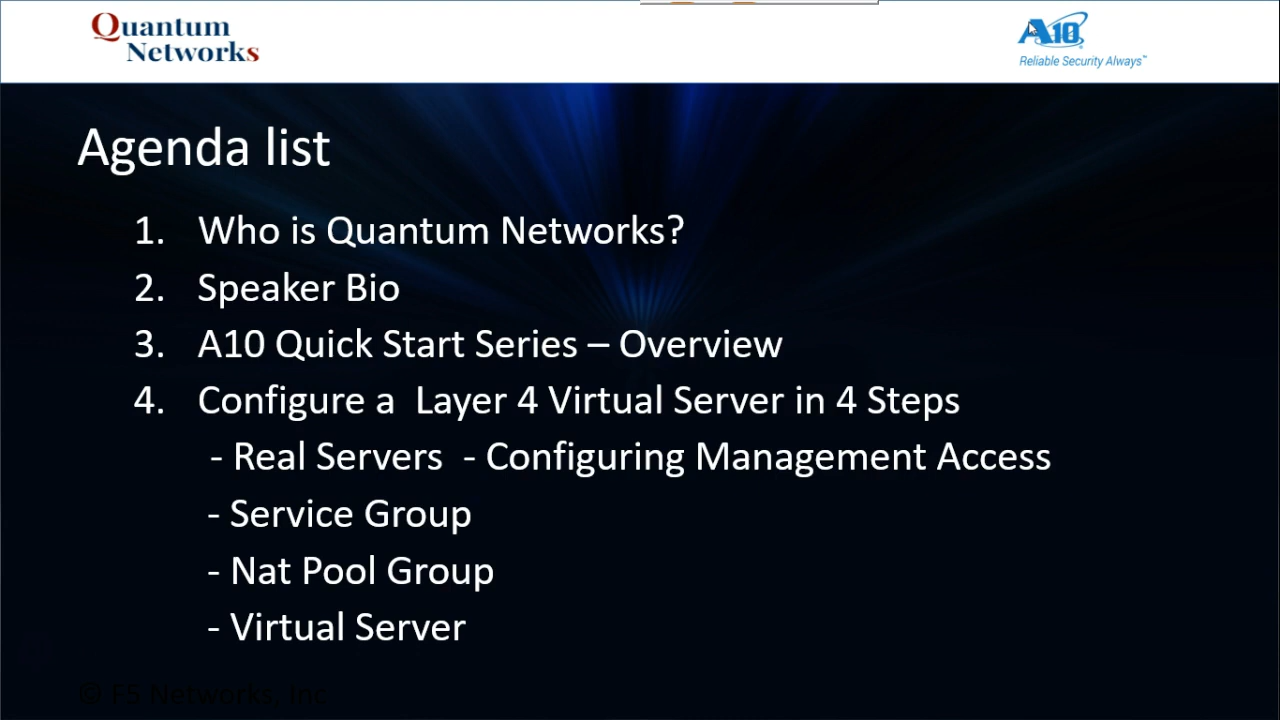 Quantum
Networks
A10
Reliable Security Always™
Agenda list
1. Who is Quantum Networks?
2. Speaker Bio
3. A10 Quick Start Series – Overview
4. Configure a  Layer 4 Virtual Server in 4 Steps
- Real Servers  - Configuring Management Access
- Service Group
- Nat Pool Group
- Virtual Server
© F5 Networks, Inc